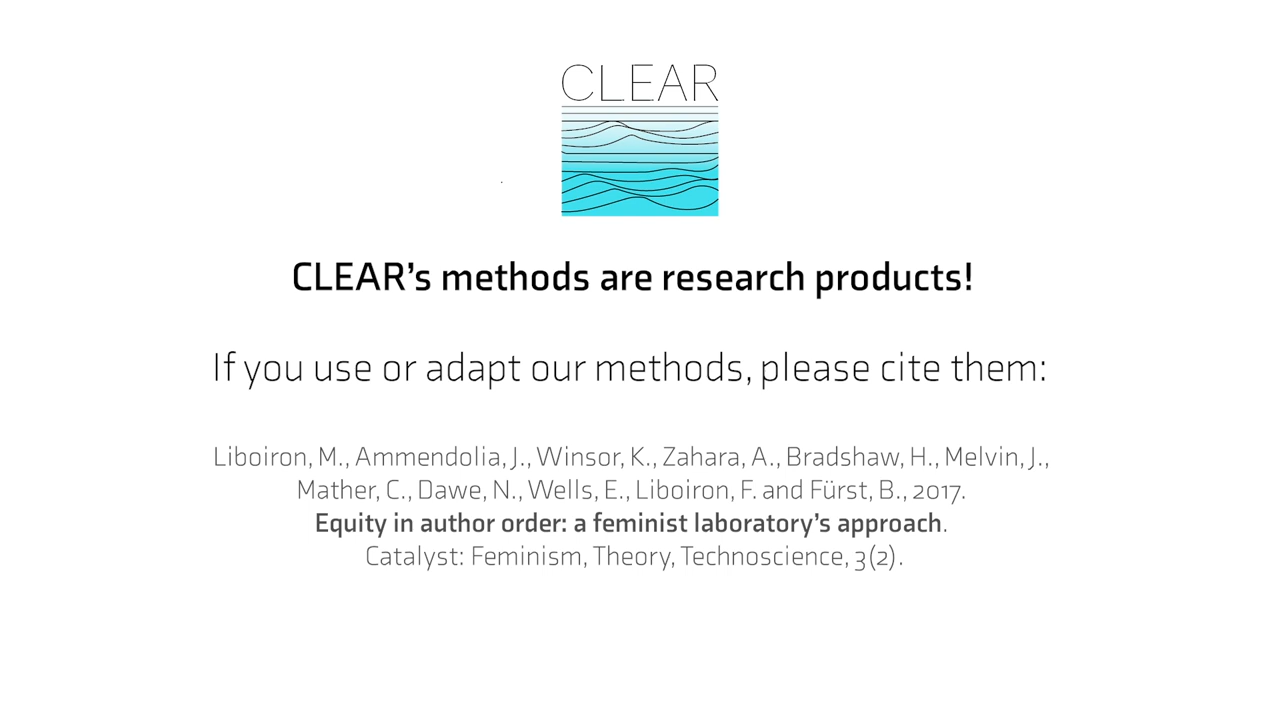 CLEAR
CLEAR’s methods are research products!
If you use or adapt our methods, please cite them:
Liboiron, M., Ammendolia, J., Winsor, K., Zahara, A., Bradshaw, H., Melvin, J.,
Mather, C., Dawe, N., Wells, E., Liboiron, F. and Fürst, B., 2017.
Equity in author order: a feminist laboratory’s approach.
Catalyst: Feminism, Theory, Technoscience, 3(2).